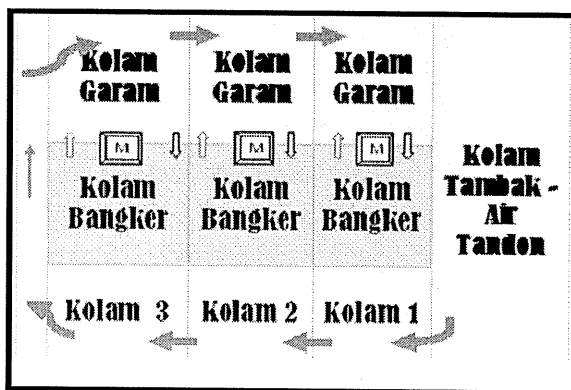 Kolam Garam
Kolam Garam
Kolam Garam
M
M
M
Kolam Bangker
Kolam Bangker
Kolam Bangker
Kolam
Tambak -
Air
Tandon
Kolam 3
Kolam 2
Kolam 1